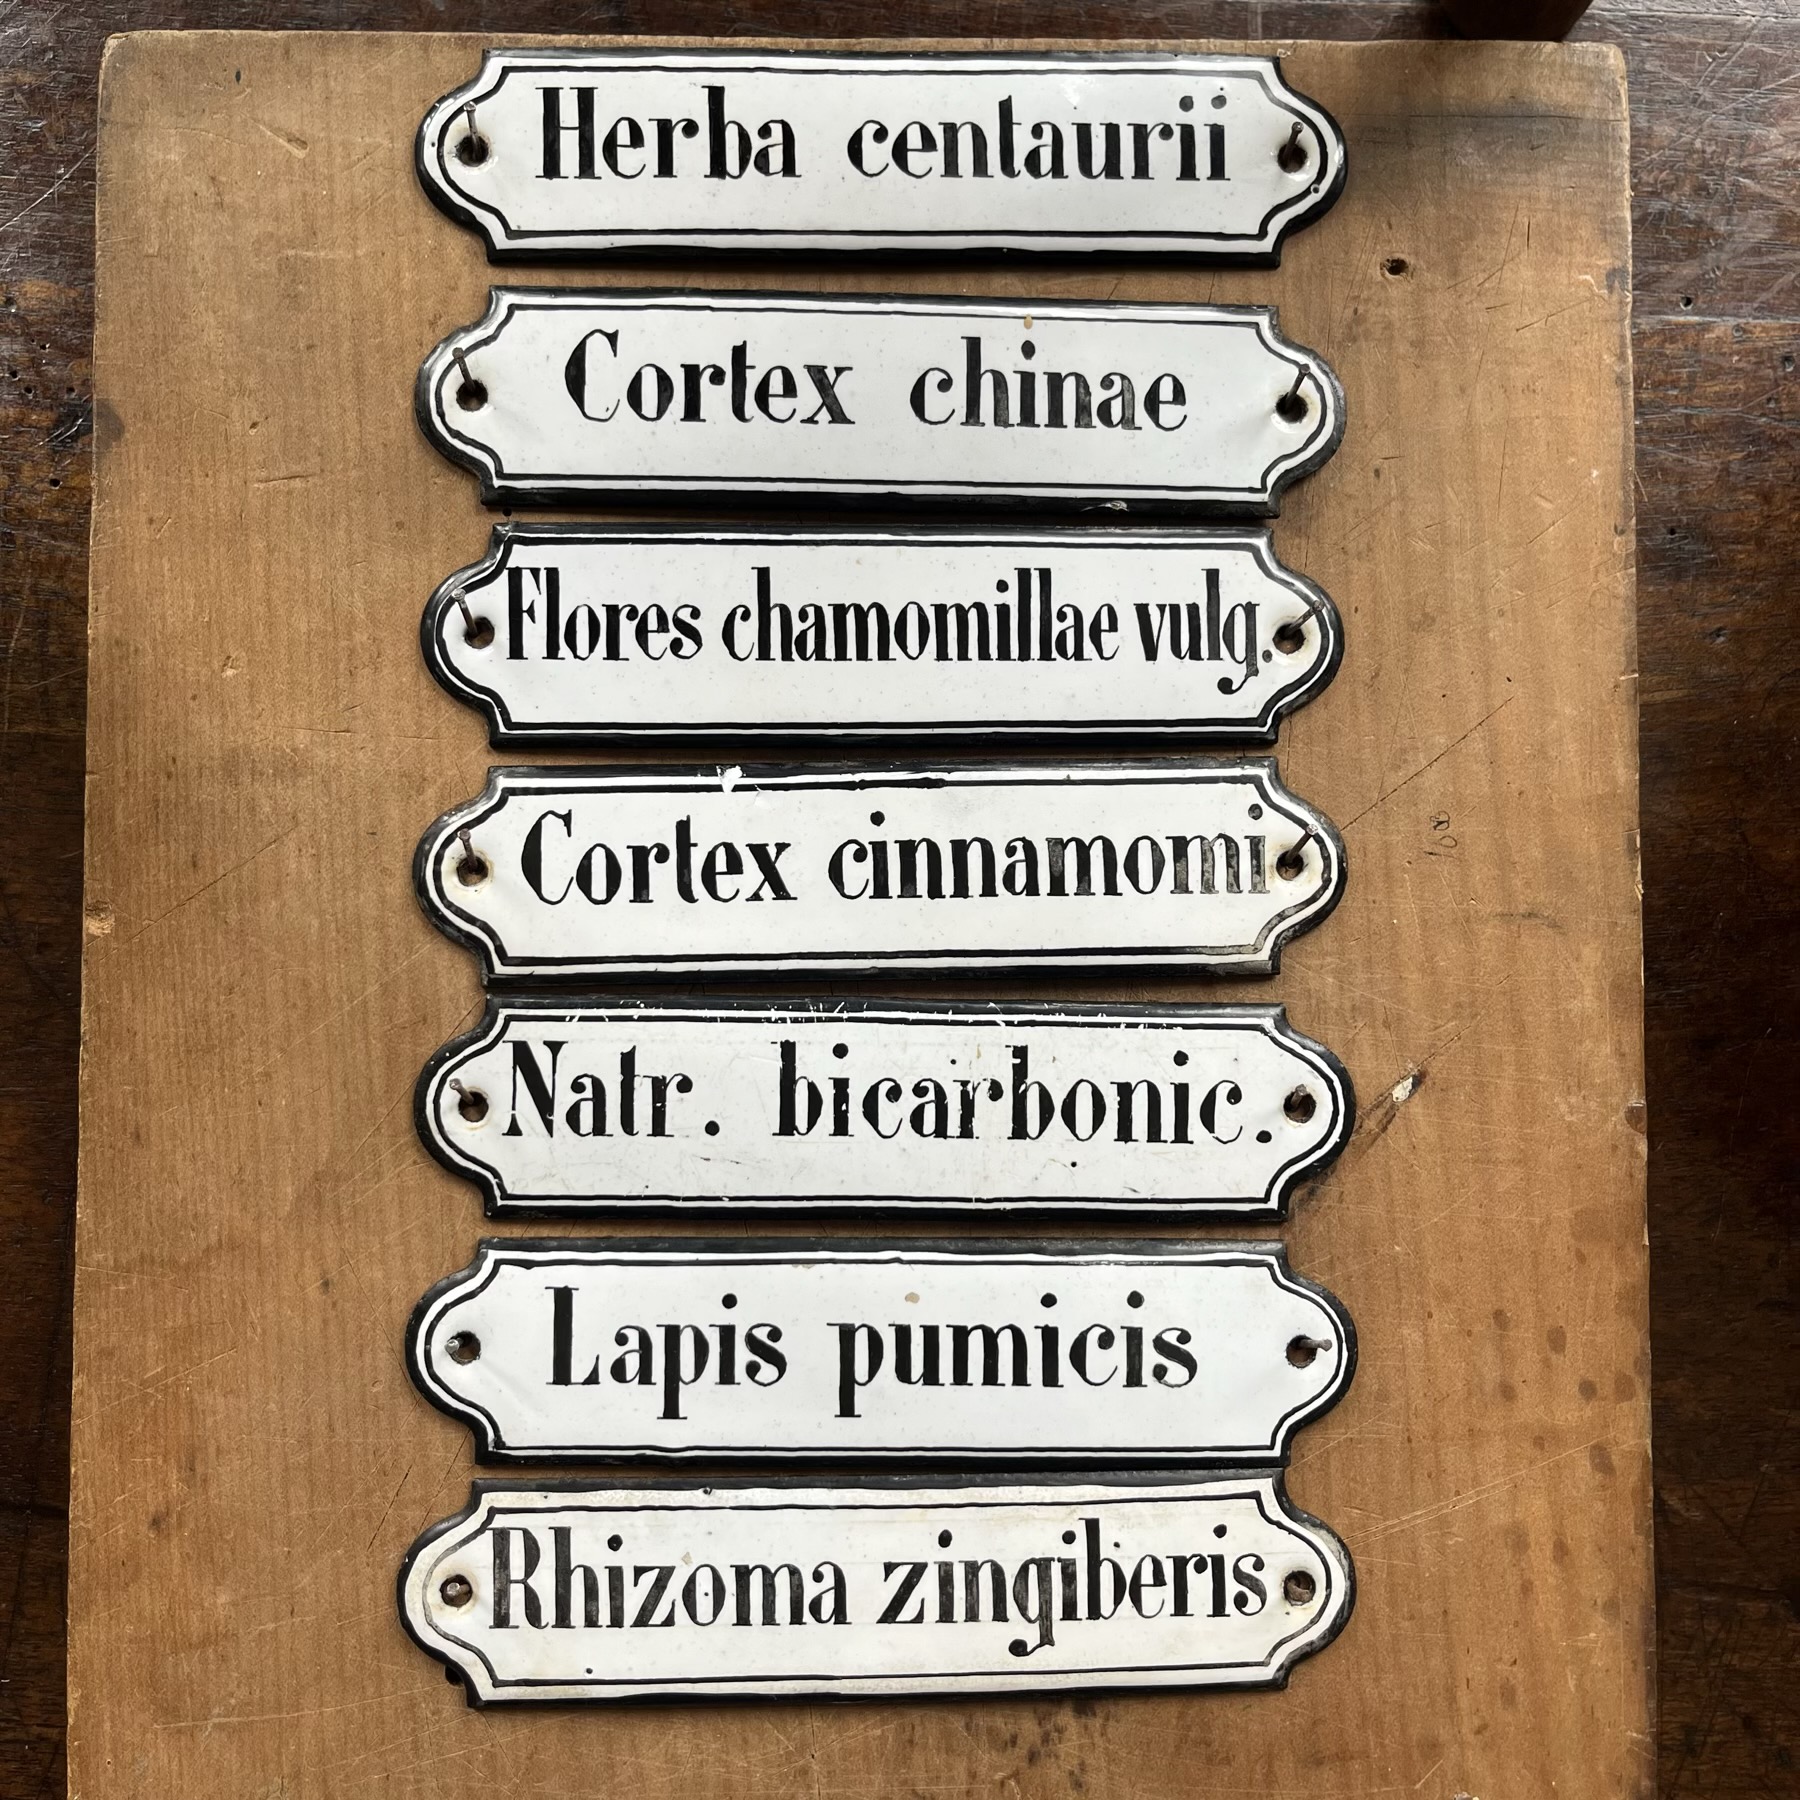 Herba centaurii
Cortex chinae
Flores chamomillae vulg.
Cortex cinnamomi
Natr. bicarbonic.
Lapis pumicis
Rhizoma zingiberis